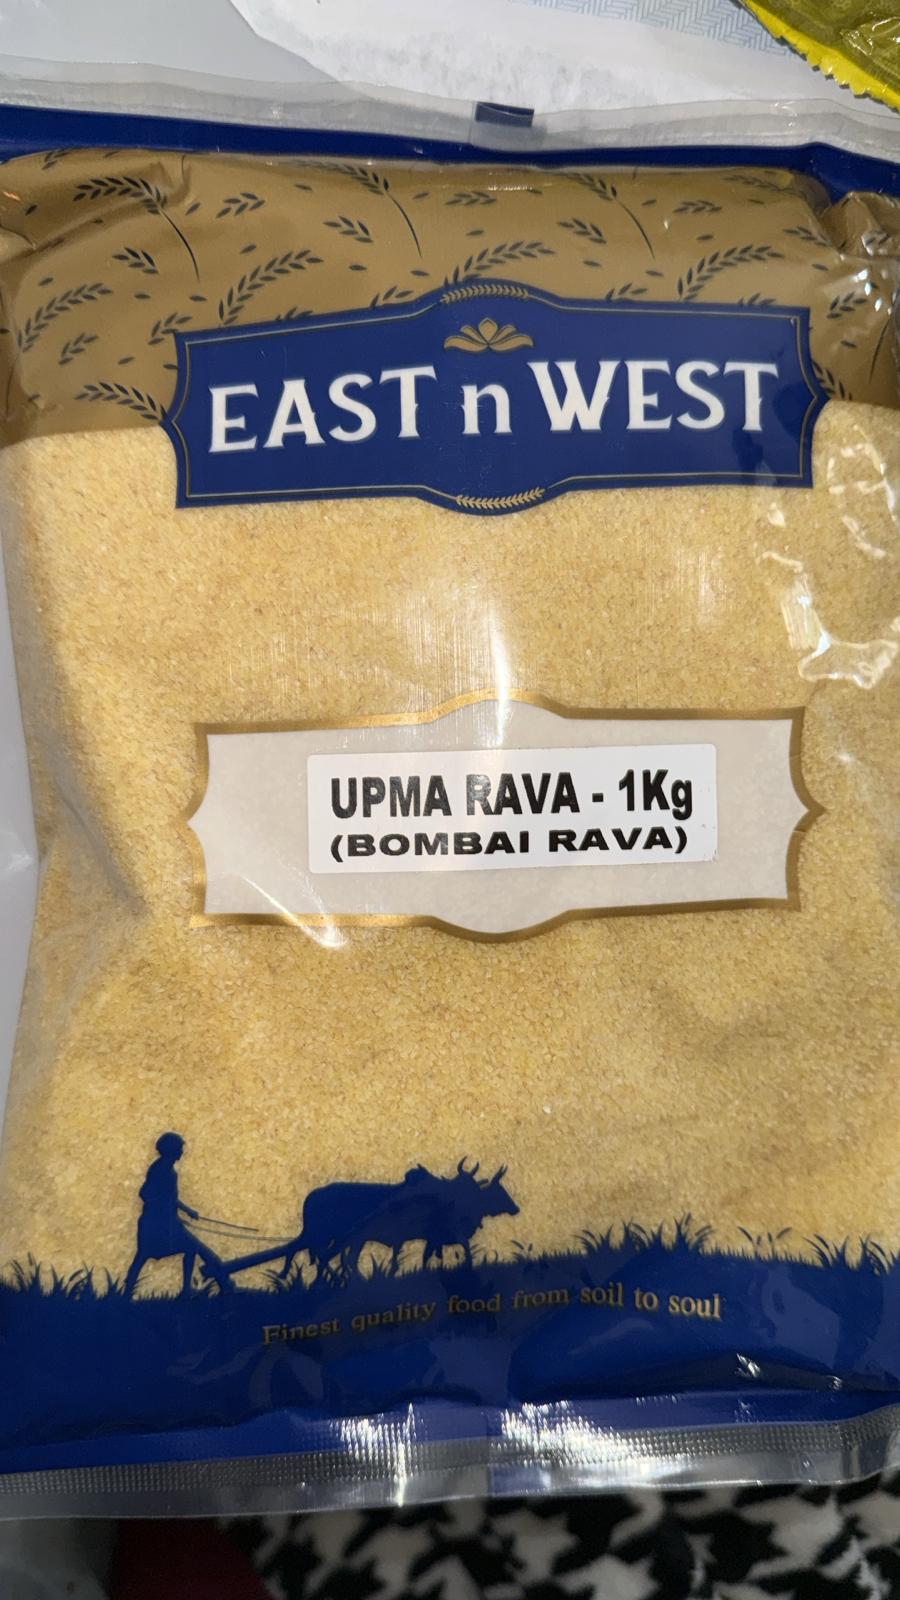 EAST n WEST
UPMA RAVA - 1Kg
(BOMBAI RAVA)
Finest quality food from soil to soul